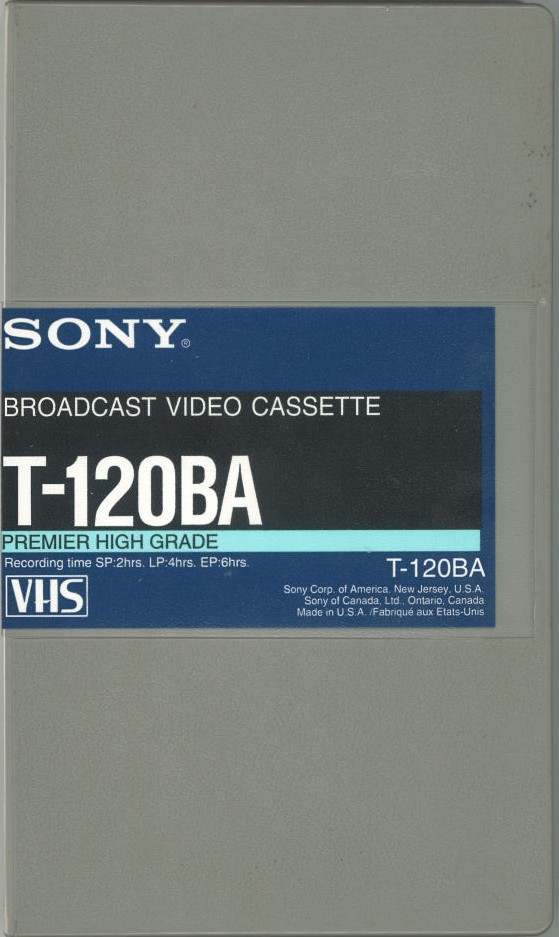 SONY®
BROADCAST VIDEO CASSETTE
T-120BA
PREMIER HIGH GRADE
Recording time SP:2hrs. LP:4hrs. EP:6hrs.
VHS
T-120BA
Sony Corp. of America. New Jersey, U.S.A.
Sony of Canada, Ltd., Ontario, Canada
Made in U.S.A. /Fabriqué aux Etats-Unis